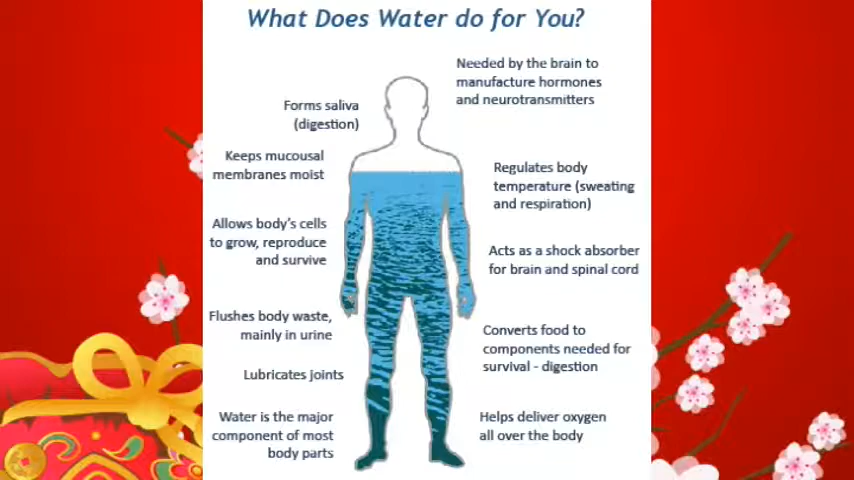 What Does Water do for You?
Needed by the brain to
manufacture hormones
and neurotransmitters
Forms saliva
(digestion)
Keeps mucousal
membranes moist
Regulates body
temperature (sweating
and respiration)
Allows body's cells
to grow, reproduce
and survive
Acts as a shock absorber
for brain and spinal cord
Flushes body waste,
mainly in urine
Converts food to
components needed for
survival - digestion
Lubricates joints
Water is the major
component of most
body parts
Helps deliver oxygen
all over the body